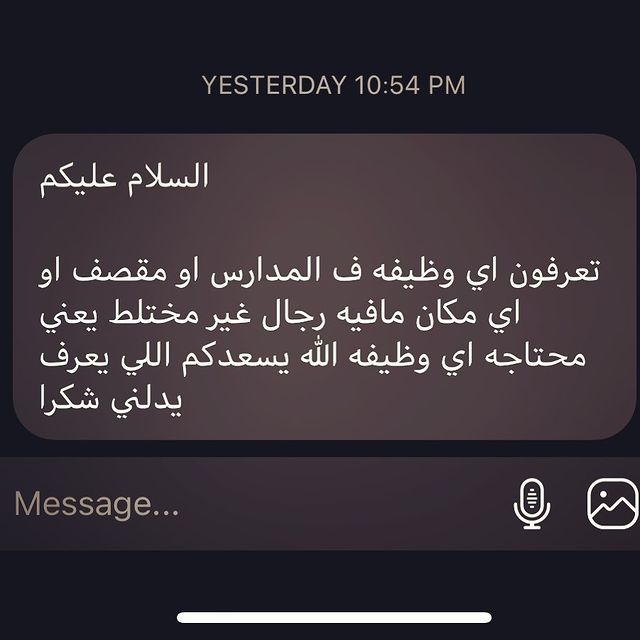 YESTERDAY 10:54 PM
السلام عليكم
تعرفون اي وظيفه ف المدارس او مقصف او
اي مكان مافيه رجال غير مختلط يعني
محتاجه اي وظيفه الله يسعدكم اللي يعرف
يدلني شكرا
Message...